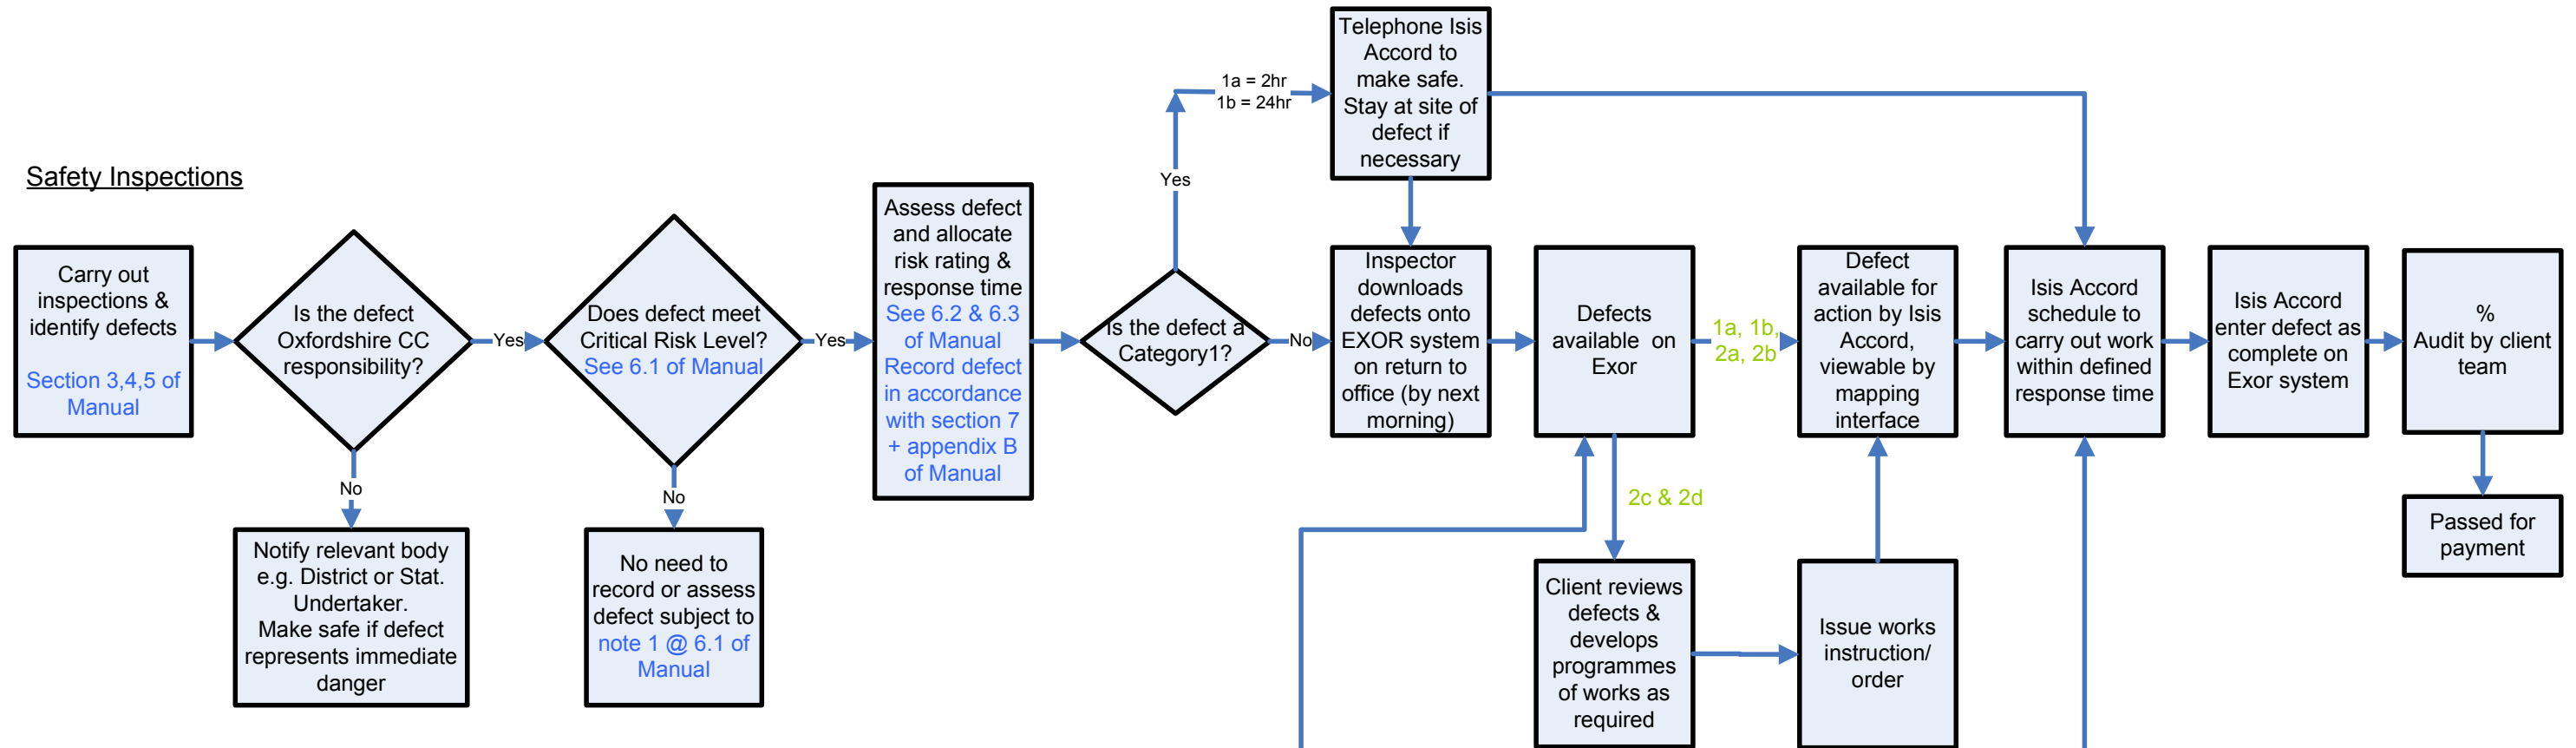 Safety Inspections
Carry out
inspections &
identify defects
Section 3,4,5 of
Manual
Is the defect
Oxfordshire CC
responsibility?
Yes
No
Notify relevant body
e.g. District or Stat.
Undertaker.
Make safe if defect
represents immediate
danger
Does defect meet
Critical Risk Level?
See 6.1 of Manual
Yes
No
No need to
record or assess
defect subject to
note 1 @ 6.1 of
Manual
Assess defect
and allocate
risk rating &
response time
See 6.2 & 6.3
of Manual
Record defect
in accordance
with section 7
+ appendix B
of Manual
Is the defect a
Category1?
Yes
1a = 2hr
1b = 24hr
No
Telephone Isis
Accord to
make safe.
Stay at site of
defect if
necessary
Inspector
downloads
defects onto
EXOR system
on return to
office (by next
morning)
Defects
available on
Exor
1a, 1b,
2a, 2b
2c & 2d
Client reviews
defects &
develops
programmes
of works as
required
Issue works
instruction/
order
Defect
available for
action by Isis
Accord,
viewable by
mapping
interface
Isis Accord
schedule to
carry out work
within defined
response time
Isis Accord
enter defect as
complete on
Exor system
%
Audit by client
team
Passed for
payment